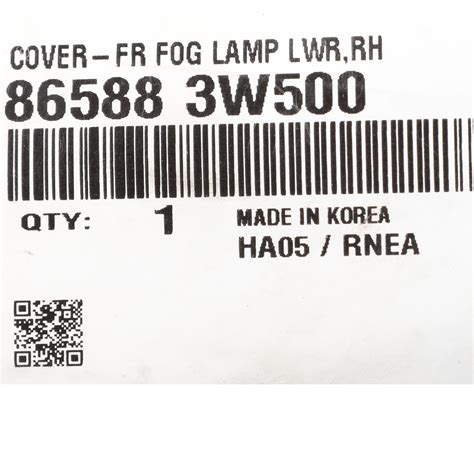 COVER-FR FOG LAMP LWR,RH
86588 3W500
QTY: 1 MADE IN KOREA
HA05 / RNEA